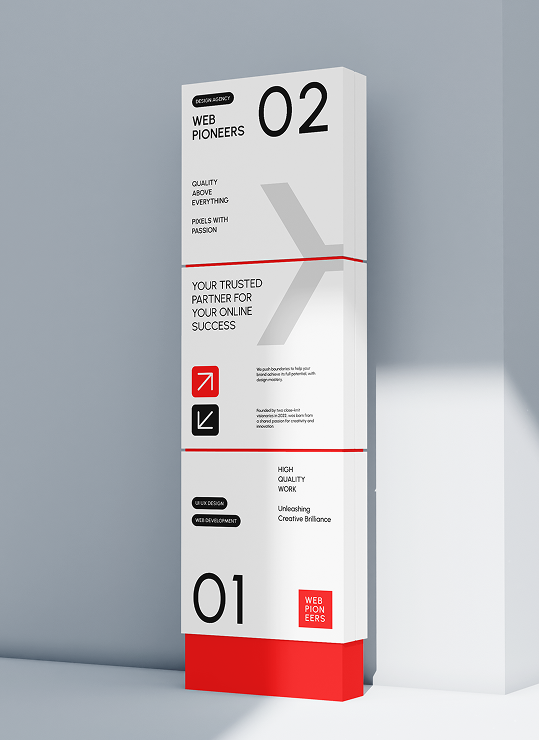 DESIGN AGENCY
02
WEB
PIONEERS
QUALITY
ABOVE
EVERYTHING
PIXELS WITH
PASSION
YOUR TRUSTED
PARTNER FOR
YOUR ONLINE
SUCCESS
We push boundaries to help your
brand achieve its full potential, with
design mastery.
Founded by two close-knit
visionaries in 2022, was born from
a shared passion for creativity and
innovation.
HIGH
QUALITY
WORK
UI UX DESIGN
WEB DEVELOPMENT
Unleashing
Creative Brilliance
01
WEB
PION
EERS